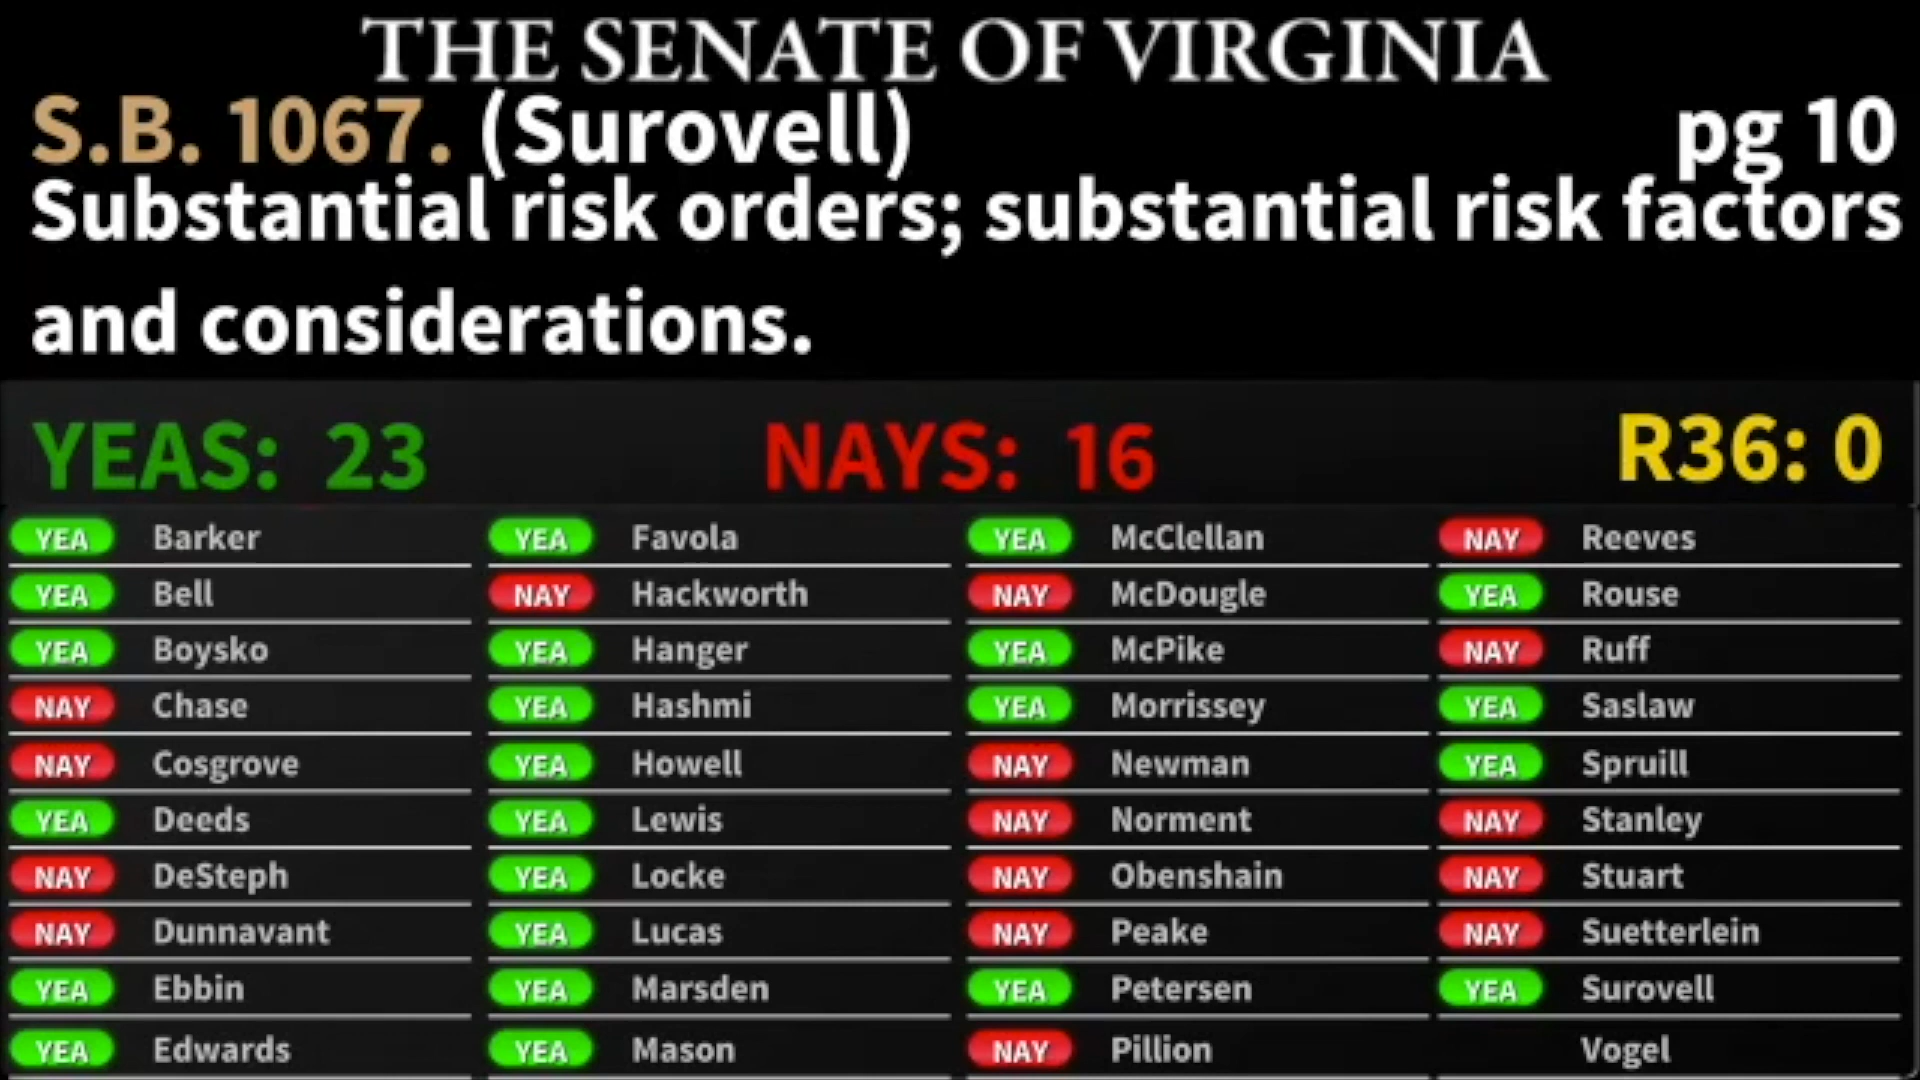 THE SENATE OF VIRGINIA
S.B. 1067. (Surovell) pg 10
Substantial risk orders; substantial risk factors
and considerations.
YEAS: 23 NAYS: 16 R36: 0
YEA Barker YEA Favola YEA McClellan NAY Reeves
YEA Bell NAY Hackworth NAY McDougle YEA Rouse
YEA Boysko YEA Hanger YEA McPike NAY Ruff
NAY Chase YEA Hashmi YEA Morrissey YEA Saslaw
NAY Cosgrove YEA Howell NAY Newman YEA Spruill
YEA Deeds YEA Lewis NAY Norment NAY Stanley
NAY DeSteph YEA Locke NAY Obenshain NAY Stuart
NAY Dunnavant YEA Lucas NAY Peake NAY Suetterlein
YEA Ebbin YEA Marsden YEA Petersen YEA Surovell
YEA Edwards YEA Mason NAY Pillion Vogel